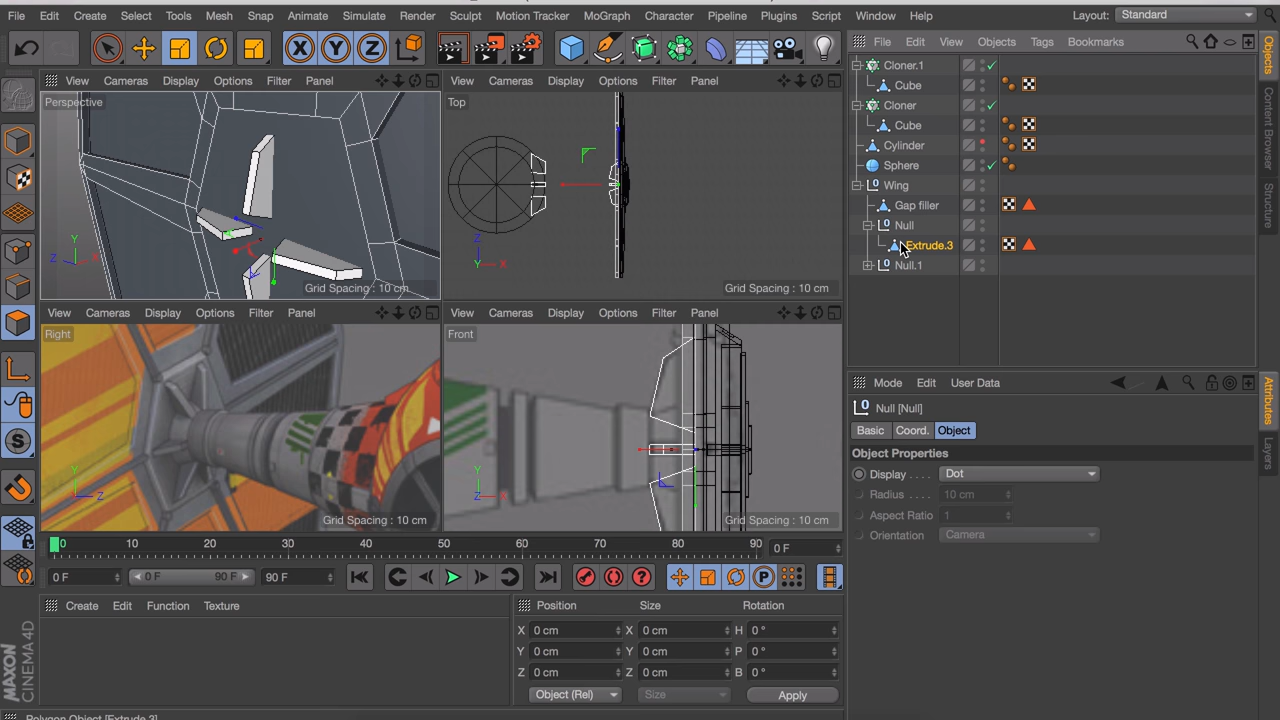 File Edit Create Select Tools Mesh Snap Animate Simulate Render Sculpt Motion Tracker MoGraph Character Pipeline Plugins Script Window Help Layout: Standard
X Y Z
File Edit View Objects Tags Bookmarks
View Cameras Display Options Filter Panel
View Cameras Display Options Filter Panel
Perspective
Top
Cloner.1
Cube
Cloner
Cube
Cylinder
Sphere
Wing
Gap filler
Null
Extrude.3
Null.1
Y
Z X
Grid Spacing : 10 cm
Z
Y X
Grid Spacing : 10 cm
View Cameras Display Options Filter Panel
View Cameras Display Options Filter Panel
Right
Front
Y
X Z
Grid Spacing : 10 cm
Y
Z X
Grid Spacing : 10 cm
Objects
Content Browser
Structure
Mode Edit User Data
Null [Null]
Basic Coord. Object
Object Properties
Display . . . . Dot
Radius . . . . 10 cm
Aspect Ratio 1
Orientation Camera
Attributes
Layers
0 10 20 30 40 50 60 70 80 90 0 F
0 F 0 F 90 F 90 F
P
Create Edit Function Texture
Position Size Rotation
X 0 cm X 0 cm H 0 °
Y 0 cm Y 0 cm P 0 °
Z 0 cm Z 0 cm B 0 °
Object (Rel) Size Apply
MAXON
CINEMA 4D
Polygon Object [Extrude.3]